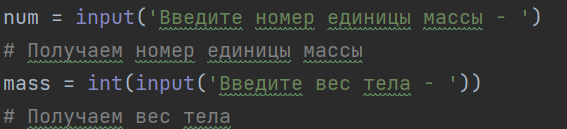 num = input('Введите номер единицы массы - ')
# Получаем номер единицы массы
mass = int(input('Введите вес тела - '))
# Получаем вес тела